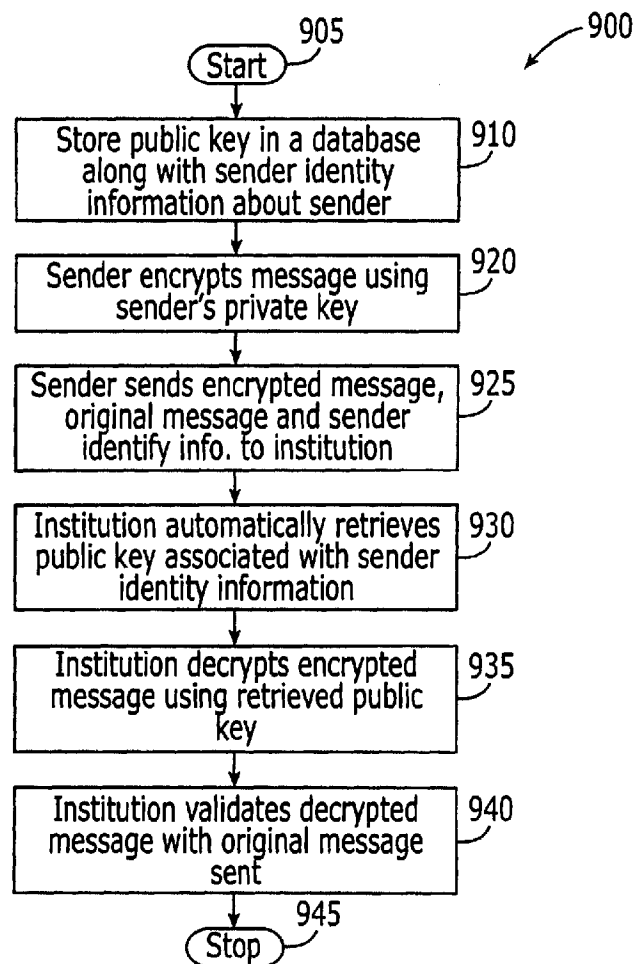 905
900
Start
Store public key in a database
along with sender identity
information about sender
910
Sender encrypts message using
sender's private key
920
Sender sends encrypted message,
original message and sender
identify info. to institution
925
Institution automatically retrieves
public key associated with sender
identity information
930
Institution decrypts encrypted
message using retrieved public
key
935
Institution validates decrypted
message with original message
sent
940
945
Stop